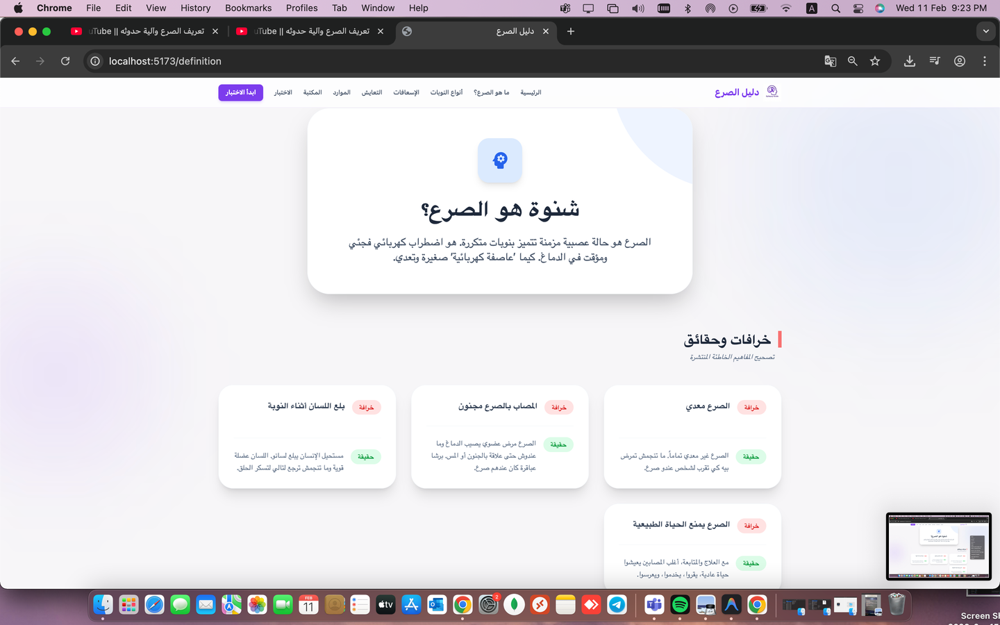 Chrome File Edit View History Bookmarks Profiles Tab Window Help A Wed 11 Feb 9:23 PM
تعريف الصرع وآلية حدوثه || uTube
تعريف الصرع وآلية حدوثه || uTube
دليل الصرع
localhost:5173/definition
دليل الصرع
الرئيسية ما هو الصرع؟ أنواع النوبات الإسعافات التعايش الموارد المكتبة الاختبار ابدأ الاختبار
شنوة هو الصرع؟
الصرع هو حالة عصبية مزمنة تتميز بنوبات متكررة. هو اضطراب كهربائي فجئي
ومؤقت في الدماغ. كيما 'عاصفة كهربائية' صغيرة وتعدي.
خرافات وحقائق
تصحيح المفاهيم الخاطئة المنتشرة
خرافة الصرع معدي
حقيقة الصرع غير معدي تماماً. ما تنجمش تمرض
بيه كي تقرب لشخص عندو صرع.
خرافة المصاب بالصرع مجنون
حقيقة الصرع مرض عضوي يصيب الدماغ وما
عندوش حتى علاقة بالجنون أو المس. برشا
عباقرة كان عندهم صرع.
خرافة بلع اللسان أثناء النوبة
حقيقة مستحيل الإنسان يبلع لسانو. اللسان عضلة
قوية وما تنجمش ترجع لتالي لتسكر الحلق.
خرافة الصرع يمنع الحياة الطبيعية
حقيقة مع العلاج والمتابعة، أغلب المصابين يعيشوا
حياة عادية، يقروا، يخدموا، ويعرسوا.
FEB
11
tv
2
Screen Sh